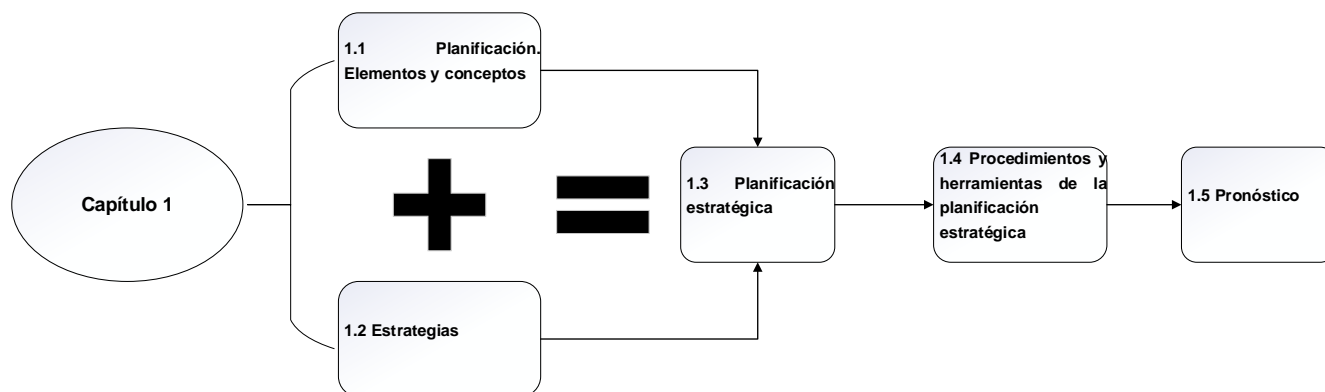 Capítulo 1
1.1 Planificación.
Elementos y conceptos
1.2 Estrategias
1.3 Planificación
estratégica
1.4 Procedimientos y
herramientas de la
planificación
estratégica
1.5 Pronóstico